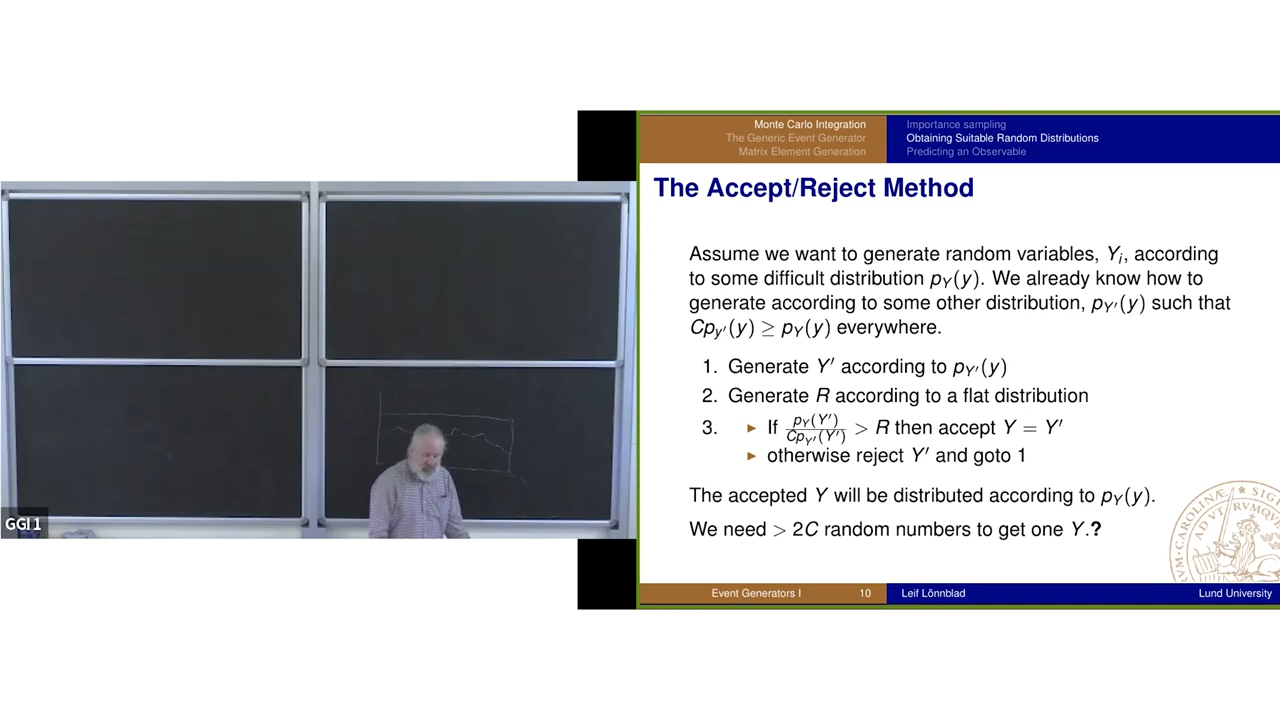 Monte Carlo Integration
The Generic Event Generator
Matrix Element Generation
Importance sampling
Obtaining Suitable Random Distributions
Predicting an Observable
The Accept/Reject Method
Assume we want to generate random variables, Y_i, according
to some difficult distribution p_Y(y). We already know how to
generate according to some other distribution, p_{Y′}(y) such that
Cp_{y′}(y) ≥ p_Y(y) everywhere.
1. Generate Y′ according to p_{Y′}(y)
2. Generate R according to a flat distribution
3. ► If \frac{p_Y(Y′)}{Cp_{Y′}(Y′)} > R then accept Y = Y′
► otherwise reject Y′ and goto 1
The accepted Y will be distributed according to p_Y(y).
We need > 2C random numbers to get one Y.?
Event Generators I 10 Leif Lönnblad Lund University
GGI 1